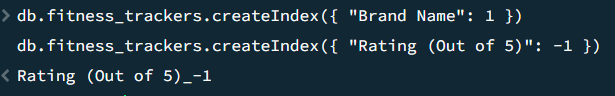 > db.fitness_trackers.createIndex({ "Brand Name": 1 })
db.fitness_trackers.createIndex({ "Rating (Out of 5)": -1 })
< Rating (Out of 5)_-1